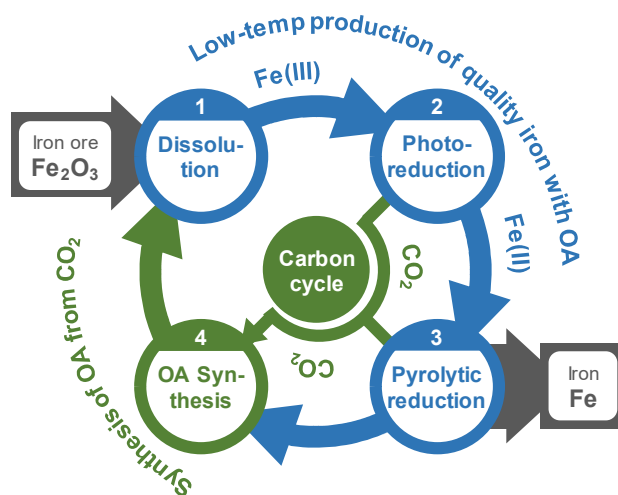 Low-temp production of quality iron with OA
Fe(III)
1
Dissolu-
tion
2
Photo-
reduction
Iron ore
Fe₂O₃
Fe(II)
CO₂
Carbon
cycle
CO₂
4
OA Syn-
thesis
3
Pyrolytic
reduction
Iron
Fe
Synthesis of OA from CO₂